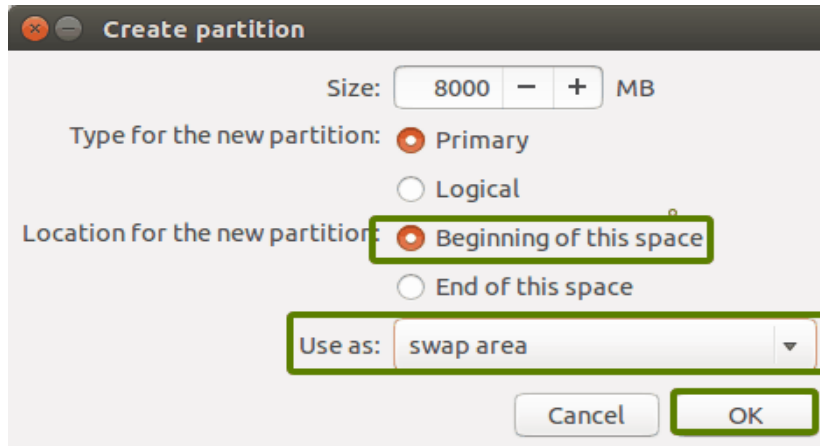 Create partition
Size: 8000 − + MB
Type for the new partition: Primary
Logical
Location for the new partition: Beginning of this space
End of this space
Use as: swap area
Cancel OK